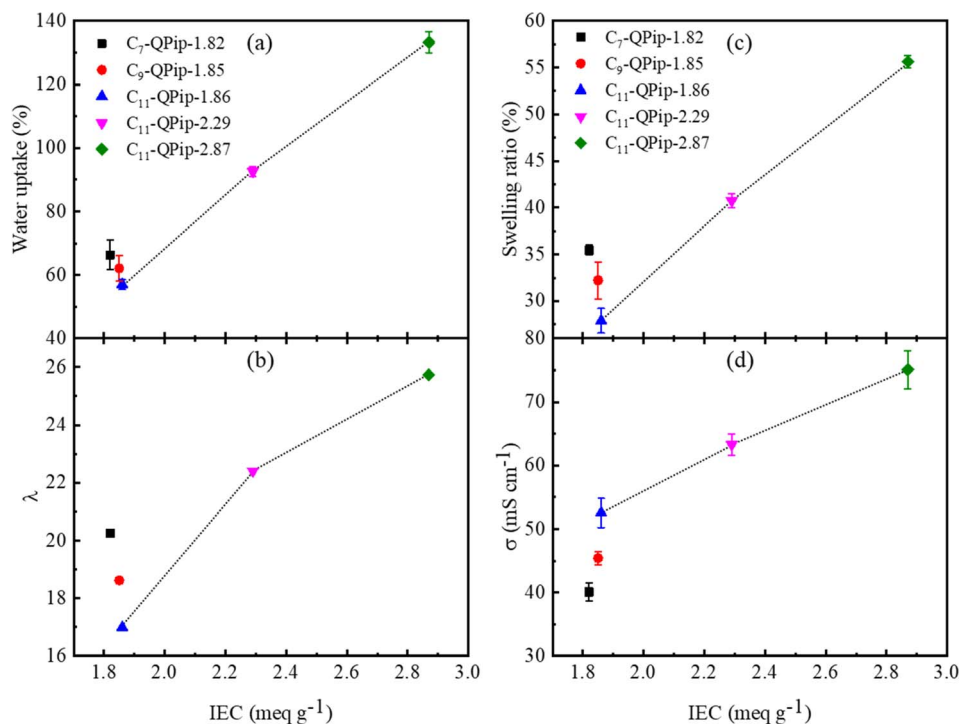 140
120
100
80
60
40
Water uptake (%)
(a)
C₇-QPip-1.82
C₉-QPip-1.85
C₁₁-QPip-1.86
C₁₁-QPip-2.29
C₁₁-QPip-2.87
60
55
50
45
40
35
30
Swelling ratio (%)
(c)
C₇-QPip-1.82
C₉-QPip-1.85
C₁₁-QPip-1.86
C₁₁-QPip-2.29
C₁₁-QPip-2.87
26
24
22
20
18
16
λ
(b)
1.8 2.0 2.2 2.4 2.6 2.8 3.0
IEC (meq g⁻¹)
80
70
60
50
40
30
σ (mS cm⁻¹)
(d)
1.8 2.0 2.2 2.4 2.6 2.8 3.0
IEC (meq g⁻¹)